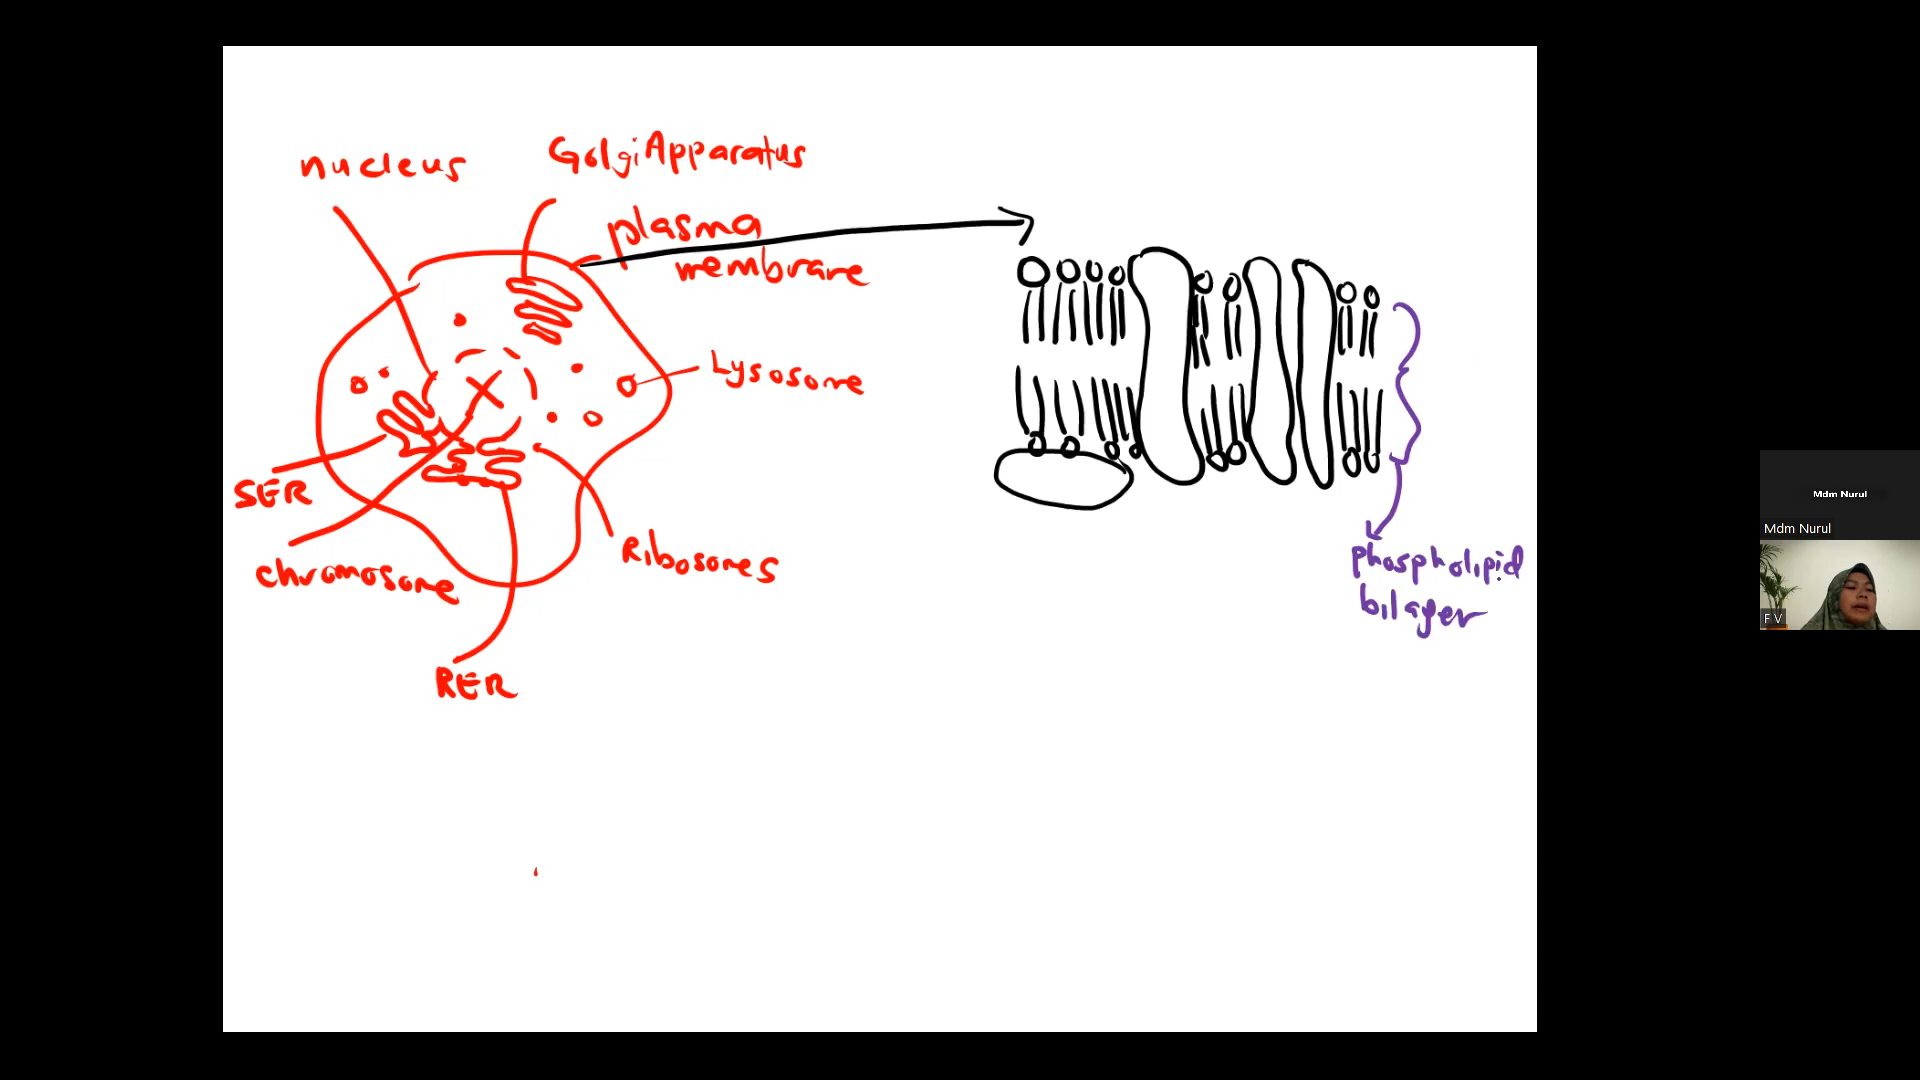 nucleus
Golgi Apparatus
plasma
membrane
Lysosome
SER
chromosome
Ribosomes
RER
phospholipid
bilayer
Mdm Nurul
Mdm Nurul
F V